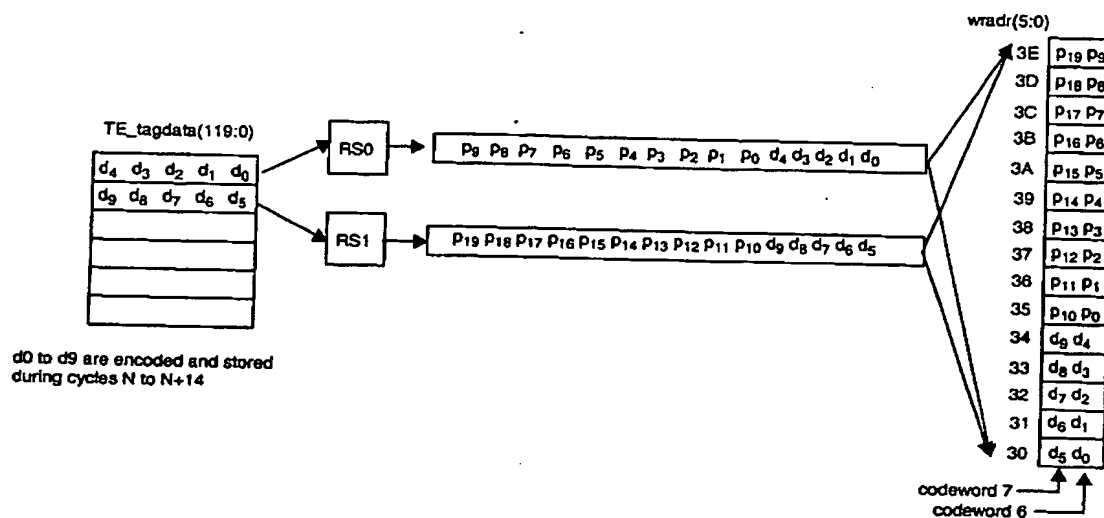 wradr(5:0)
TE_tagdata(119:0)
d4 d3 d2 d1 d0
d9 d8 d7 d6 d5
RS0
p9 p8 p7 p6 p5 p4 p3 p2 p1 p0 d4 d3 d2 d1 d0
RS1
p19 p18 p17 p16 p15 p14 p13 p12 p11 p10 d9 d8 d7 d6 d5
d0 to d9 are encoded and stored
during cycles N to N+14
3E p19 p9
3D p18 p8
3C p17 p7
3B p16 p6
3A p15 p5
39 p14 p4
38 p13 p3
37 p12 p2
36 p11 p1
35 p10 p0
34 d9 d4
33 d8 d3
32 d7 d2
31 d6 d1
30 d5 d0
codeword 7
codeword 6